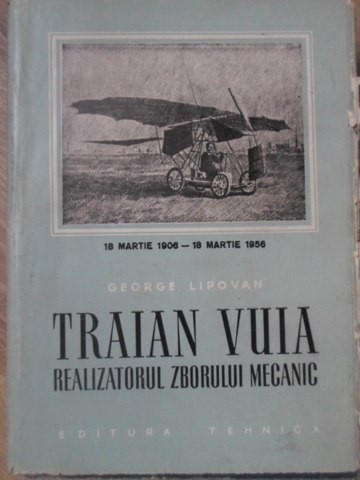 18 MARTIE 1906 — 18 MARTIE 1956
GEORGE LIPOVAN
TRAIAN VUIA
REALIZATORUL ZBORULUI MECANIC
EDITURA TEHNICA